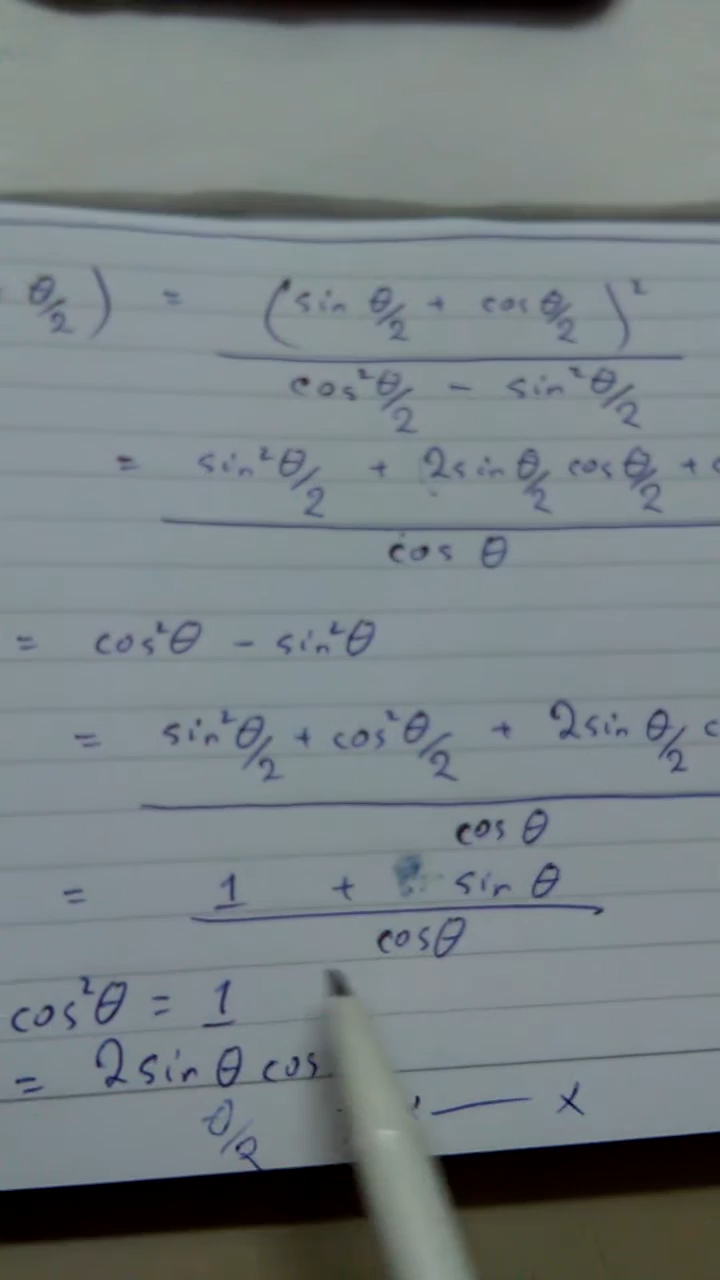 θ/2 ) = (sin θ/2 + cos θ/2)²
cos²θ/2 - sin²θ/2
= sin²θ/2 + 2sin θ/2 cos θ/2 +
cos θ
= cos²θ - sin²θ
= sin²θ/2 + cos²θ/2 + 2sin θ/2
cos θ
= 1 + sin θ
cosθ
cos²θ = 1
= 2sin θ cos
θ/2 x